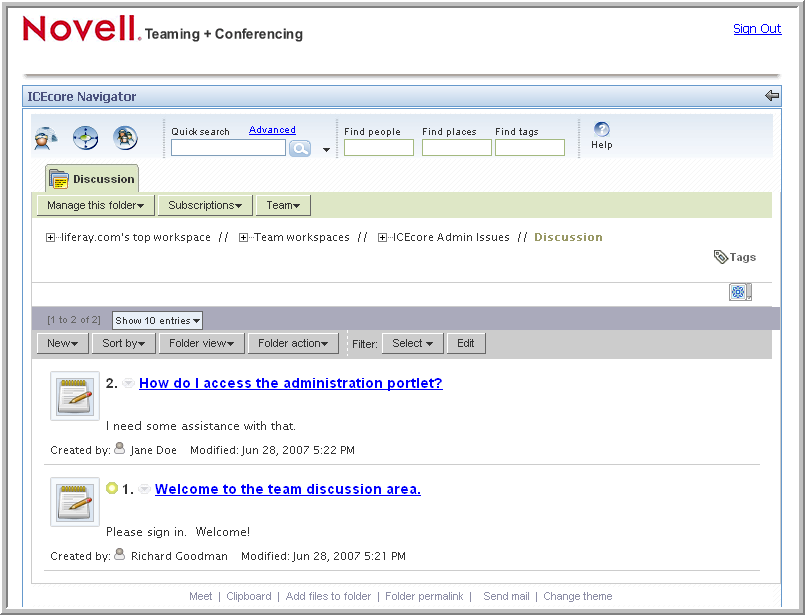 Novell. Teaming + Conferencing
Sign Out
ICEcore Navigator
Quick search Advanced Find people Find places Find tags
Help
Discussion
Manage this folder Subscriptions Team
liferay.com's top workspace // Team workspaces // ICEcore Admin Issues // Discussion
Tags
[1 to 2 of 2] Show 10 entries
New Sort by Folder view Folder action Filter: Select Edit
2. How do I access the administration portlet?
I need some assistance with that.
Created by: Jane Doe Modified: Jun 28, 2007 5:22 PM
1. Welcome to the team discussion area.
Please sign in. Welcome!
Created by: Richard Goodman Modified: Jun 28, 2007 5:21 PM
Meet | Clipboard | Add files to folder | Folder permalink | Send mail | Change theme